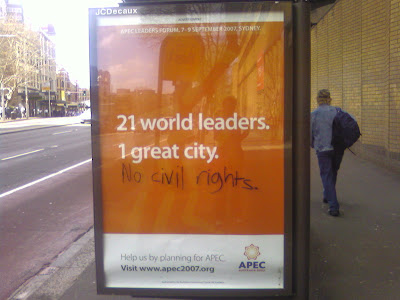 JCDecaux
APEC LEADERS FORUM, 7-9 SEPTEMBER 2007, SYDNEY
21 world leaders.
1 great city.
No civil rights.
Help us by planning for APEC.
Visit www.apec2007.org
APEC